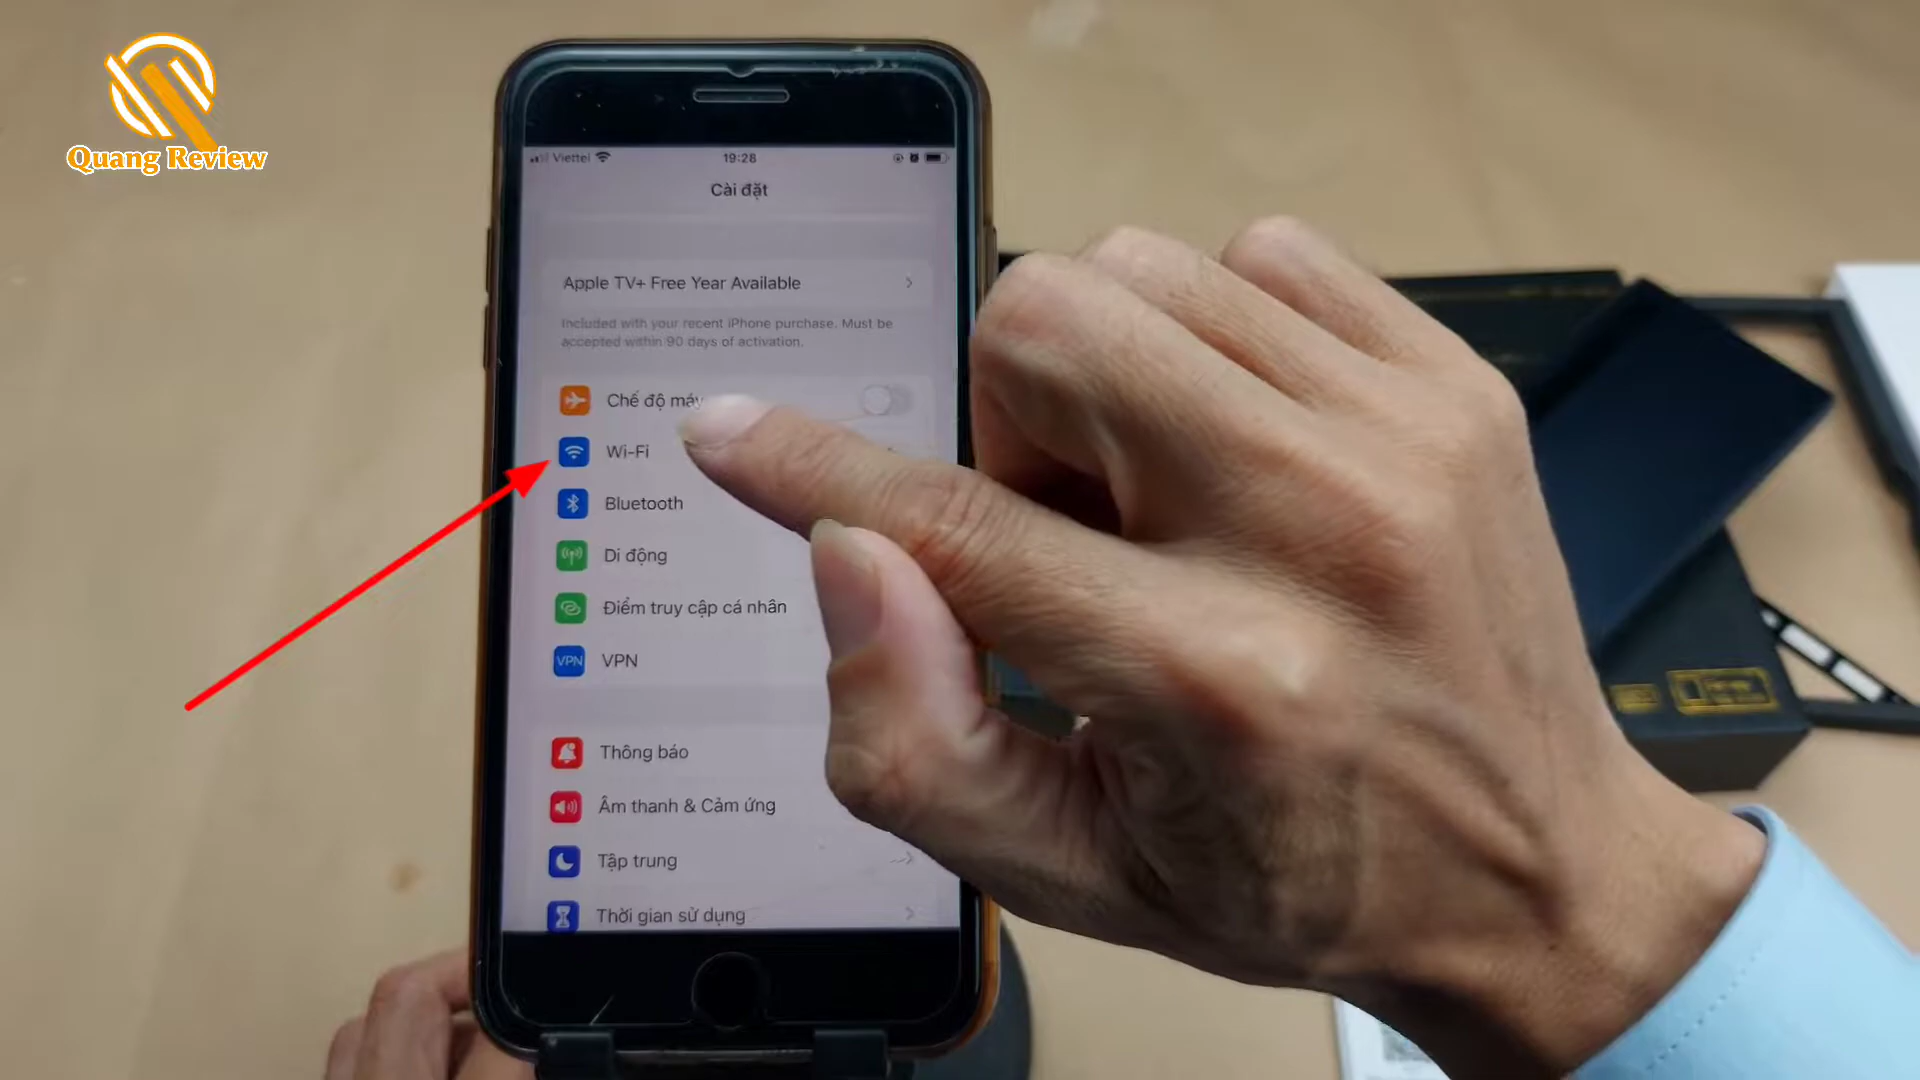 Quang Review
Viettel
19:28
Cài đặt
Apple TV+ Free Year Available
Included with your recent iPhone purchase. Must be
accepted within 90 days of activation.
Chế độ máy
Wi-Fi
Bluetooth
Di động
Điểm truy cập cá nhân
VPN
VPN
Thông báo
Âm thanh & Cảm ứng
Tập trung
Thời gian sử dụng